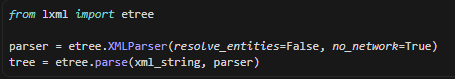 from lxml import etree
parser = etree.XMLParser(resolve_entities=False, no_network=True)
tree = etree.parse(xml_string, parser)